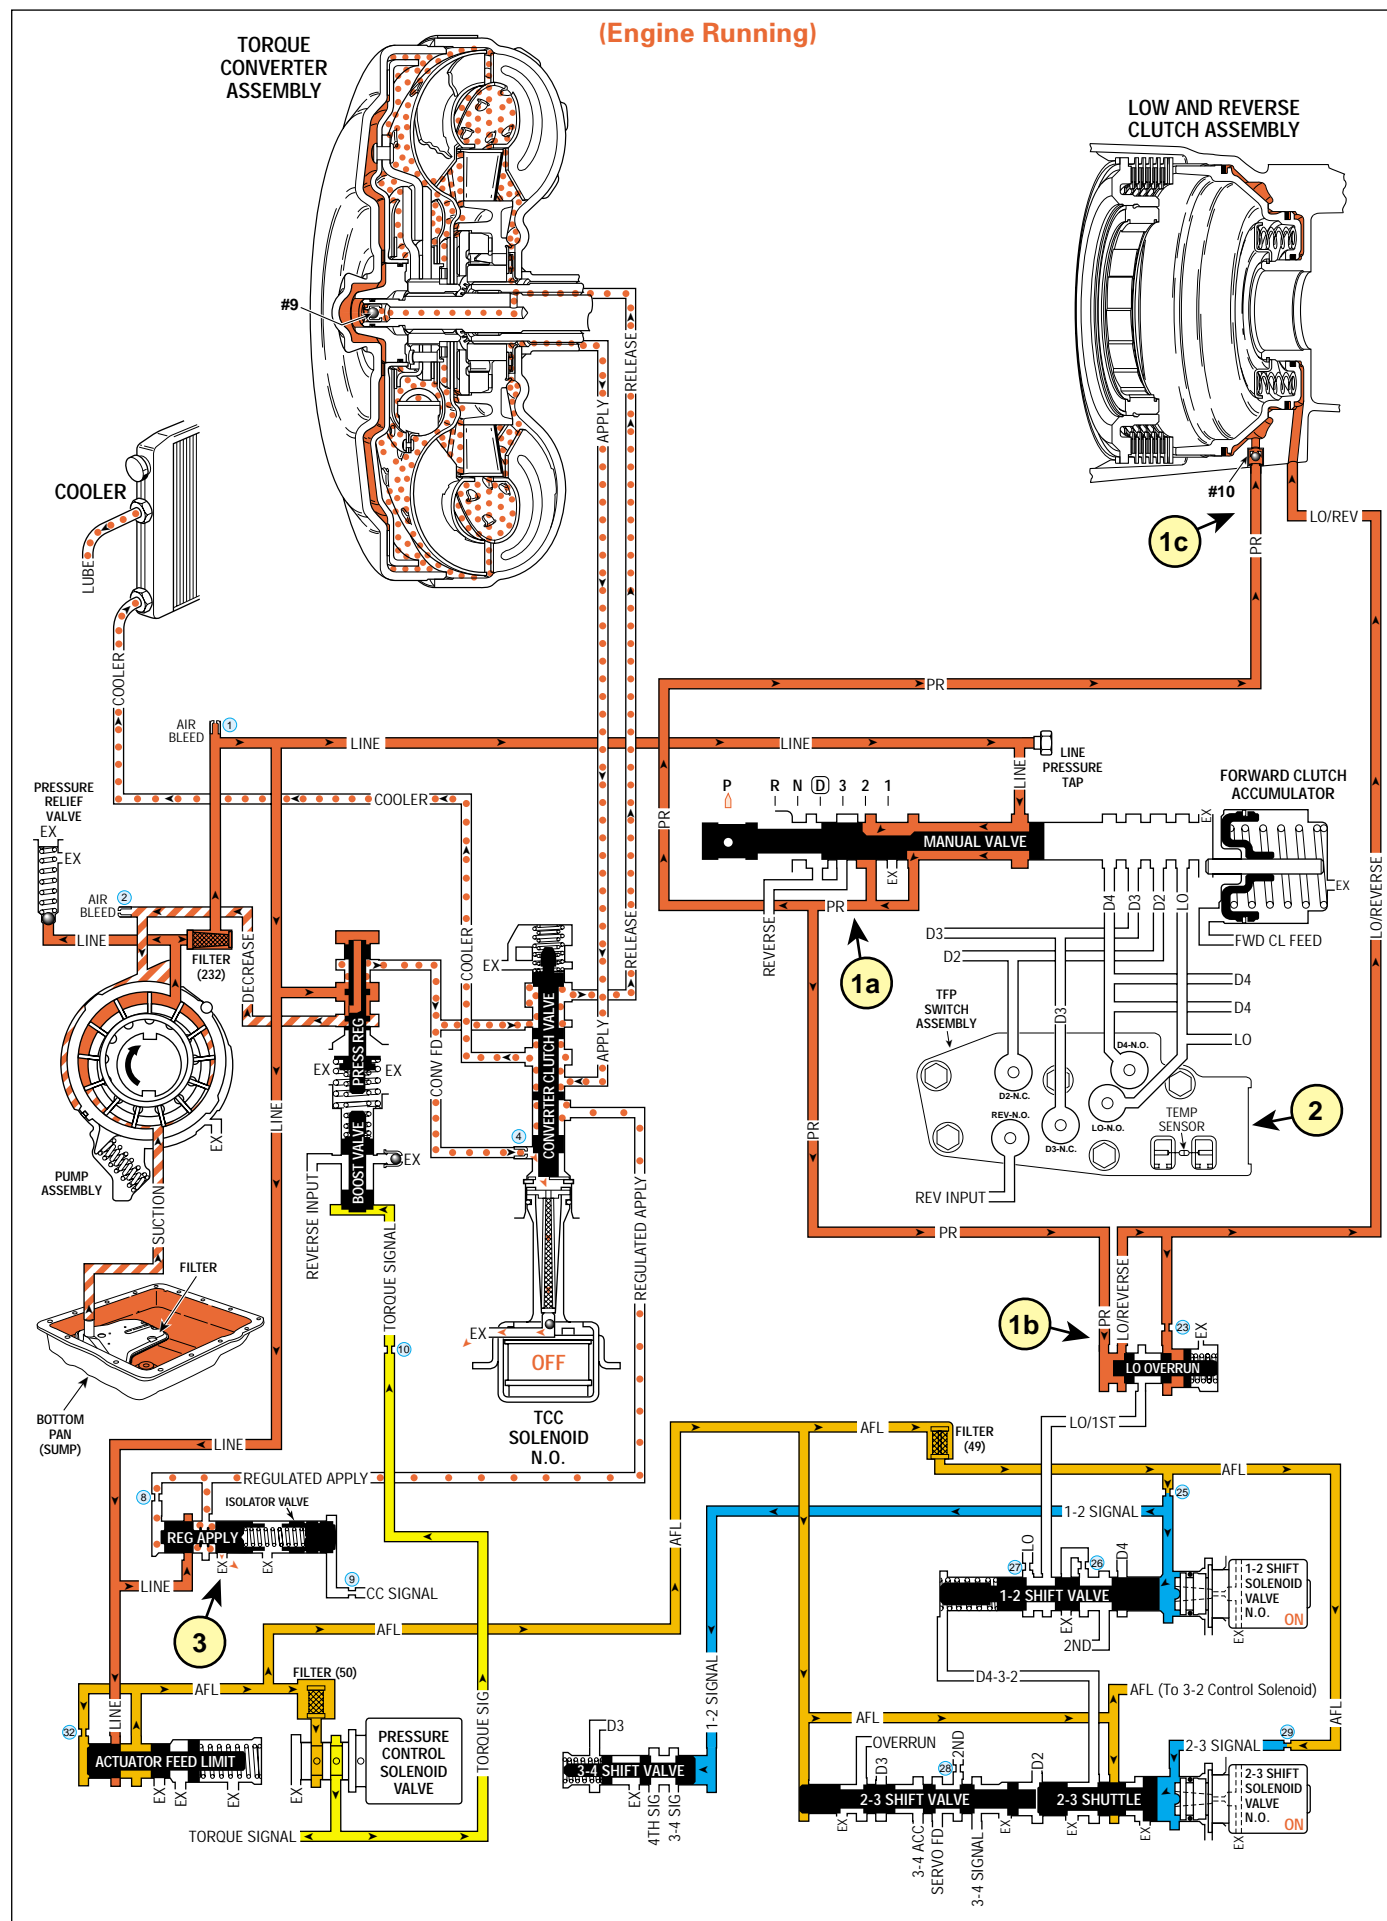 (Engine Running)
TORQUE
CONVERTER
ASSEMBLY
LOW AND REVERSE
CLUTCH ASSEMBLY
#9
RELEASE
APPLY
COOLER
LUBE
#10
LO/REV
1c
PR
COOLER
PR
AIR
BLEED
1
LINE
LINE
LINE
LINE
PRESSURE
TAP
PRESSURE
RELIEF
VALVE
EX
EX
COOLER
P
R
N
D
3
2
1
FORWARD CLUTCH
ACCUMULATOR
EX
PR
MANUAL VALVE
EX
EX
LO/REVERSE
AIR
BLEED
2
LINE
FILTER
(232)
DECREASE
COOLER
RELEASE
PR
REVERSE
D4
D3
D2
LO
FWD CL FEED
D3
D2
EX
1a
D4
D4
LO
TFP
SWITCH
ASSEMBLY
D3
CONVERTER CLUTCH VALVE
APPLY
CONV FD
PRESS REG
EX
EX
D4-N.O.
D2-N.C.
REV-N.O.
LO-N.O.
D3-N.C.
TEMP
SENSOR
2
LINE
PR
4
EX
PUMP
ASSEMBLY
BOOST VALVE
EX
REV INPUT
SUCTION
REVERSE INPUT
TORQUE SIGNAL
REGULATED APPLY
PR
FILTER
PR
LO/REVERSE
1b
23
EX
LO OVERRUN
EX
10
OFF
BOTTOM
PAN
(SUMP)
TCC
SOLENOID
N.O.
LINE
LO/1ST
AFL
FILTER
(49)
AFL
REGULATED APPLY
8
ISOLATOR VALVE
REG APPLY
1-2 SIGNAL
25
AFL
EX
EX
LINE
9
CC SIGNAL
27
LO
26
D4
1-2 SHIFT VALVE
1-2 SHIFT
SOLENOID
VALVE
N.O.
ON
EX
EX
2ND
3
AFL
AFL
FILTER (50)
D4-3-2
AFL (To 3-2 Control Solenoid)
1-2 SIGNAL
TORQUE SIG
AFL
AFL
32
LINE
D3
OVERRUN
2ND
2-3 SIGNAL
29
ACTUATOR FEED LIMIT
PRESSURE
CONTROL
SOLENOID
VALVE
3-4 SHIFT VALVE
D3
28
D2
2-3 SHIFT VALVE
2-3 SHUTTLE
2-3 SHIFT
SOLENOID
VALVE
N.O.
ON
EX
EX
EX
EX
EX
4TH SIG
3-4 SIG
EX
3-4 ACC
SERVO FD
3-4 SIGNAL
EX
EX
EX
EX
TORQUE SIGNAL